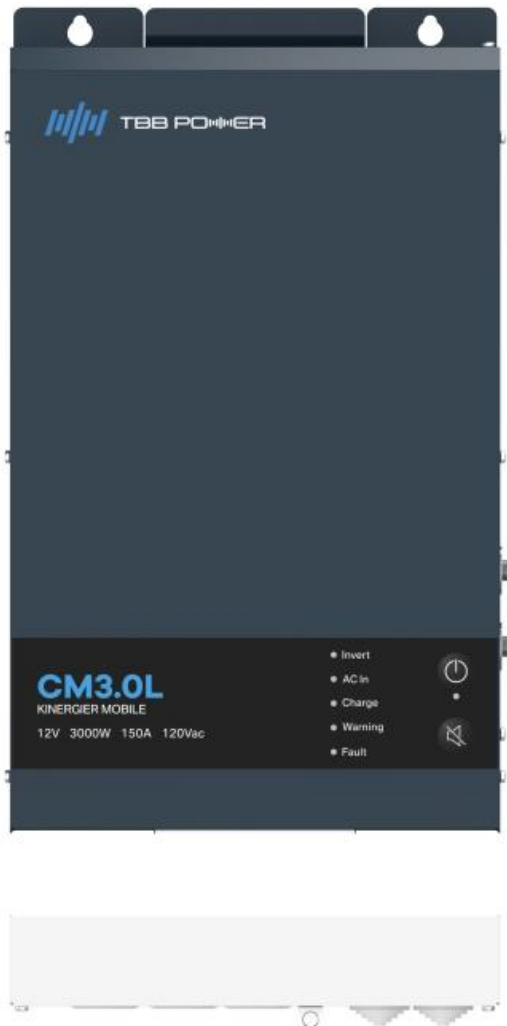 TBB POWER
CM3.0L
KINERGIER MOBILE
12V 3000W 150A 120Vac
Invert
AC In
Charge
Warning
Fault